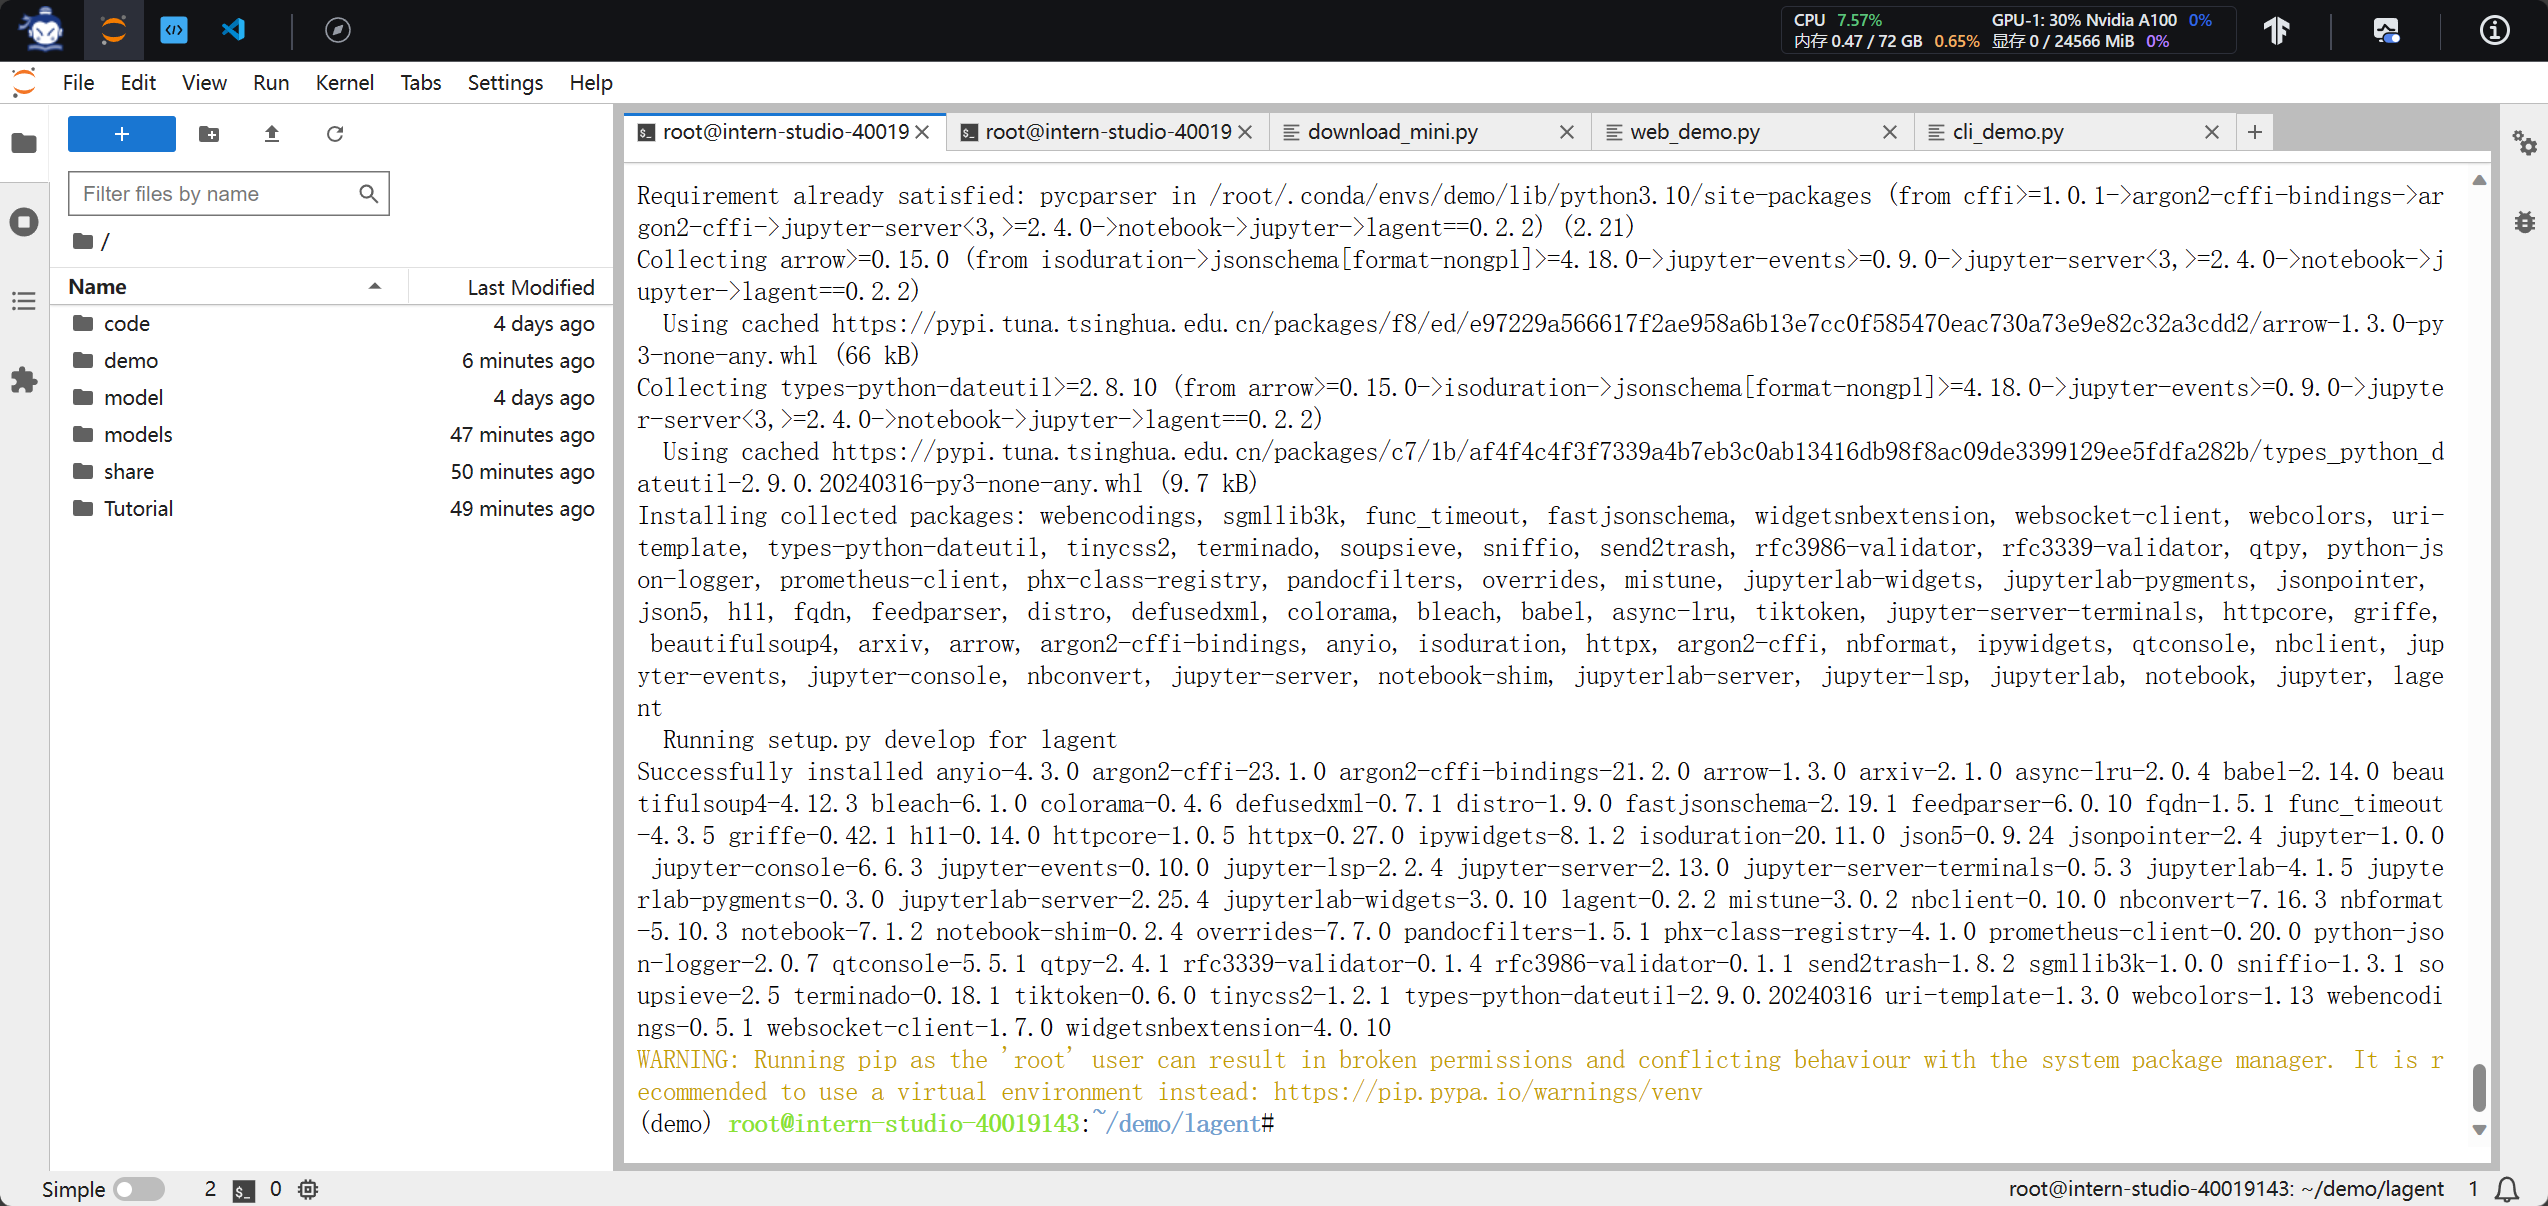 CPU 7.57% GPU-1: 30% Nvidia A100 0%
内存 0.47 / 72 GB 0.65% 显存 0 / 24566 MiB 0%
File Edit View Run Kernel Tabs Settings Help
+
root@intern-studio-40019 root@intern-studio-40019 download_mini.py web_demo.py cli_demo.py +
Filter files by name
/
Name Last Modified
code 4 days ago
demo 6 minutes ago
model 4 days ago
models 47 minutes ago
share 50 minutes ago
Tutorial 49 minutes ago
Requirement already satisfied: pycparser in /root/.conda/envs/demo/lib/python3.10/site-packages (from cffi>=1.0.1->argon2-cffi-bindings->ar
gon2-cffi->jupyter-server<3,>=2.4.0->notebook->jupyter->lagent==0.2.2) (2.21)
Collecting arrow>=0.15.0 (from isoduration->jsonschema[format-nongpl]>=4.18.0->jupyter-events>=0.9.0->jupyter-server<3,>=2.4.0->notebook->j
upyter->lagent==0.2.2)
Using cached https://pypi.tuna.tsinghua.edu.cn/packages/f8/ed/e97229a566617f2ae958a6b13e7cc0f585470eac730a73e9e82c32a3cdd2/arrow-1.3.0-py
3-none-any.whl (66 kB)
Collecting types-python-dateutil>=2.8.10 (from arrow>=0.15.0->isoduration->jsonschema[format-nongpl]>=4.18.0->jupyter-events>=0.9.0->jupyte
r-server<3,>=2.4.0->notebook->jupyter->lagent==0.2.2)
Using cached https://pypi.tuna.tsinghua.edu.cn/packages/c7/1b/af4f4c4f3f7339a4b7eb3c0ab13416db98f8ac09de3399129ee5fdfa282b/types_python_d
ateutil-2.9.0.20240316-py3-none-any.whl (9.7 kB)
Installing collected packages: webencodings, sgmllib3k, func_timeout, fastjsonschema, widgetsnbextension, websocket-client, webcolors, uri-
template, types-python-dateutil, tinycss2, terminado, soupsieve, sniffio, send2trash, rfc3986-validator, rfc3339-validator, qtpy, python-js
on-logger, prometheus-client, phx-class-registry, pandocfilters, overrides, mistune, jupyterlab-widgets, jupyterlab-pygments, jsonpointer,
json5, h11, fqdn, feedparser, distro, defusedxml, colorama, bleach, babel, async-lru, tiktoken, jupyter-server-terminals, httpcore, griffe,
beautifulsoup4, arxiv, arrow, argon2-cffi-bindings, anyio, isoduration, httpx, argon2-cffi, nbformat, ipywidgets, qtconsole, nbclient, jup
yter-events, jupyter-console, nbconvert, jupyter-server, notebook-shim, jupyterlab-server, jupyter-lsp, jupyterlab, notebook, jupyter, lage
nt
Running setup.py develop for lagent
Successfully installed anyio-4.3.0 argon2-cffi-23.1.0 argon2-cffi-bindings-21.2.0 arrow-1.3.0 arxiv-2.1.0 async-lru-2.0.4 babel-2.14.0 beau
tifulsoup4-4.12.3 bleach-6.1.0 colorama-0.4.6 defusedxml-0.7.1 distro-1.9.0 fastjsonschema-2.19.1 feedparser-6.0.10 fqdn-1.5.1 func_timeout
-4.3.5 griffe-0.42.1 h11-0.14.0 httpcore-1.0.5 httpx-0.27.0 ipywidgets-8.1.2 isoduration-20.11.0 json5-0.9.24 jsonpointer-2.4 jupyter-1.0.0
jupyter-console-6.6.3 jupyter-events-0.10.0 jupyter-lsp-2.2.4 jupyter-server-2.13.0 jupyter-server-terminals-0.5.3 jupyterlab-4.1.5 jupyte
rlab-pygments-0.3.0 jupyterlab-server-2.25.4 jupyterlab-widgets-3.0.10 lagent-0.2.2 mistune-3.0.2 nbclient-0.10.0 nbconvert-7.16.3 nbformat
-5.10.3 notebook-7.1.2 notebook-shim-0.2.4 overrides-7.7.0 pandocfilters-1.5.1 phx-class-registry-4.1.0 prometheus-client-0.20.0 python-jso
n-logger-2.0.7 qtconsole-5.5.1 qtpy-2.4.1 rfc3339-validator-0.1.4 rfc3986-validator-0.1.1 send2trash-1.8.2 sgmllib3k-1.0.0 sniffio-1.3.1 so
upsieve-2.5 terminado-0.18.1 tiktoken-0.6.0 tinycss2-1.2.1 types-python-dateutil-2.9.0.20240316 uri-template-1.3.0 webcolors-1.13 webencodi
ngs-0.5.1 websocket-client-1.7.0 widgetsnbextension-4.0.10
WARNING: Running pip as the 'root' user can result in broken permissions and conflicting behaviour with the system package manager. It is r
ecommended to use a virtual environment instead: https://pip.pypa.io/warnings/venv
(demo) root@intern-studio-40019143:~/demo/lagent#
Simple 2 $_ 0 root@intern-studio-40019143: ~/demo/lagent 1